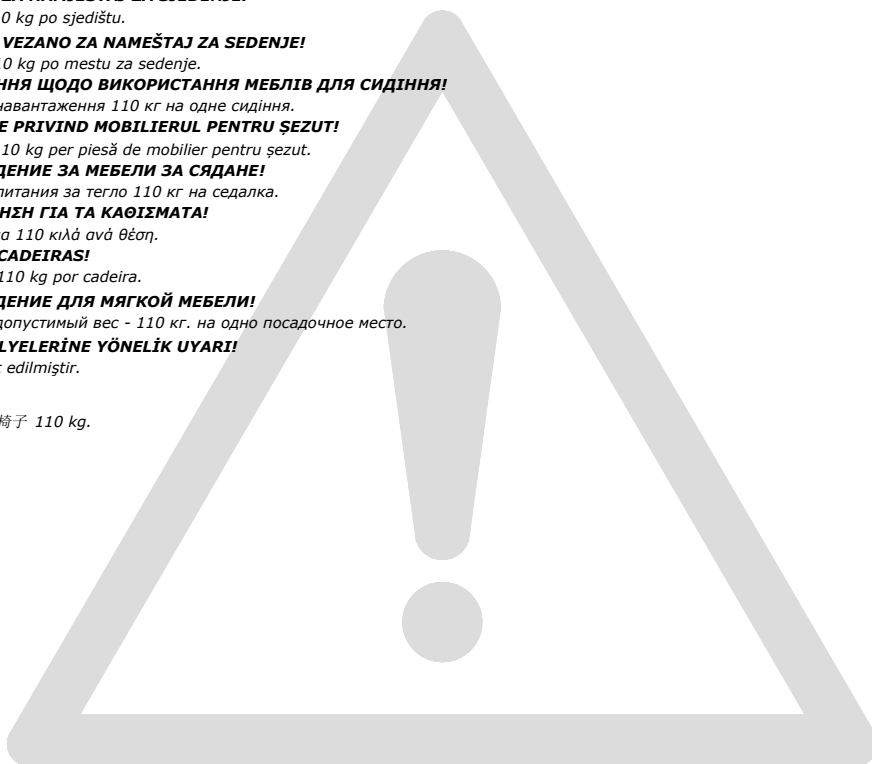 0 kg po sjedištu.
VEZANO ZA NAMEŠTAJ ZA SEDENJE!
10 kg po mestu za sedenje.
ННЯ ЩОДО ВИКОРИСТАННЯ МЕБЛІВ ДЛЯ СИДІННЯ!
навантаження 110 кг на одне сидіння.
E PRIVIND MOBILIERUL PENTRU ȘEZUT!
10 kg per piesă de mobilier pentru șezut.
ДЕНИЕ ЗА МЕБЕЛИ ЗА СЯДАНЕ!
питания за тегло 110 кг на седалка.
ΗΣΗ ΓΙΑ ΤΑ ΚΑΘΙΣΜΑΤΑ!
α 110 κιλά ανά θέση.
CADEIRAS!
110 kg por cadeira.
ДЕНИЕ ДЛЯ МЯГКОЙ МЕБЕЛИ!
допустимый вес - 110 кг. на одно посадочное место.
LYELERİNE YÖNELİK UYARI!
edilmiştir.
椅子 110 kg.